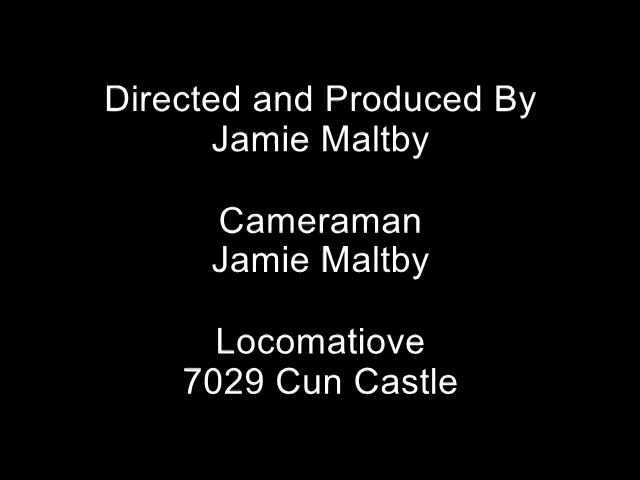 Directed and Produced By
Jamie Maltby
Cameraman
Jamie Maltby
Locomatiove
7029 Cun Castle